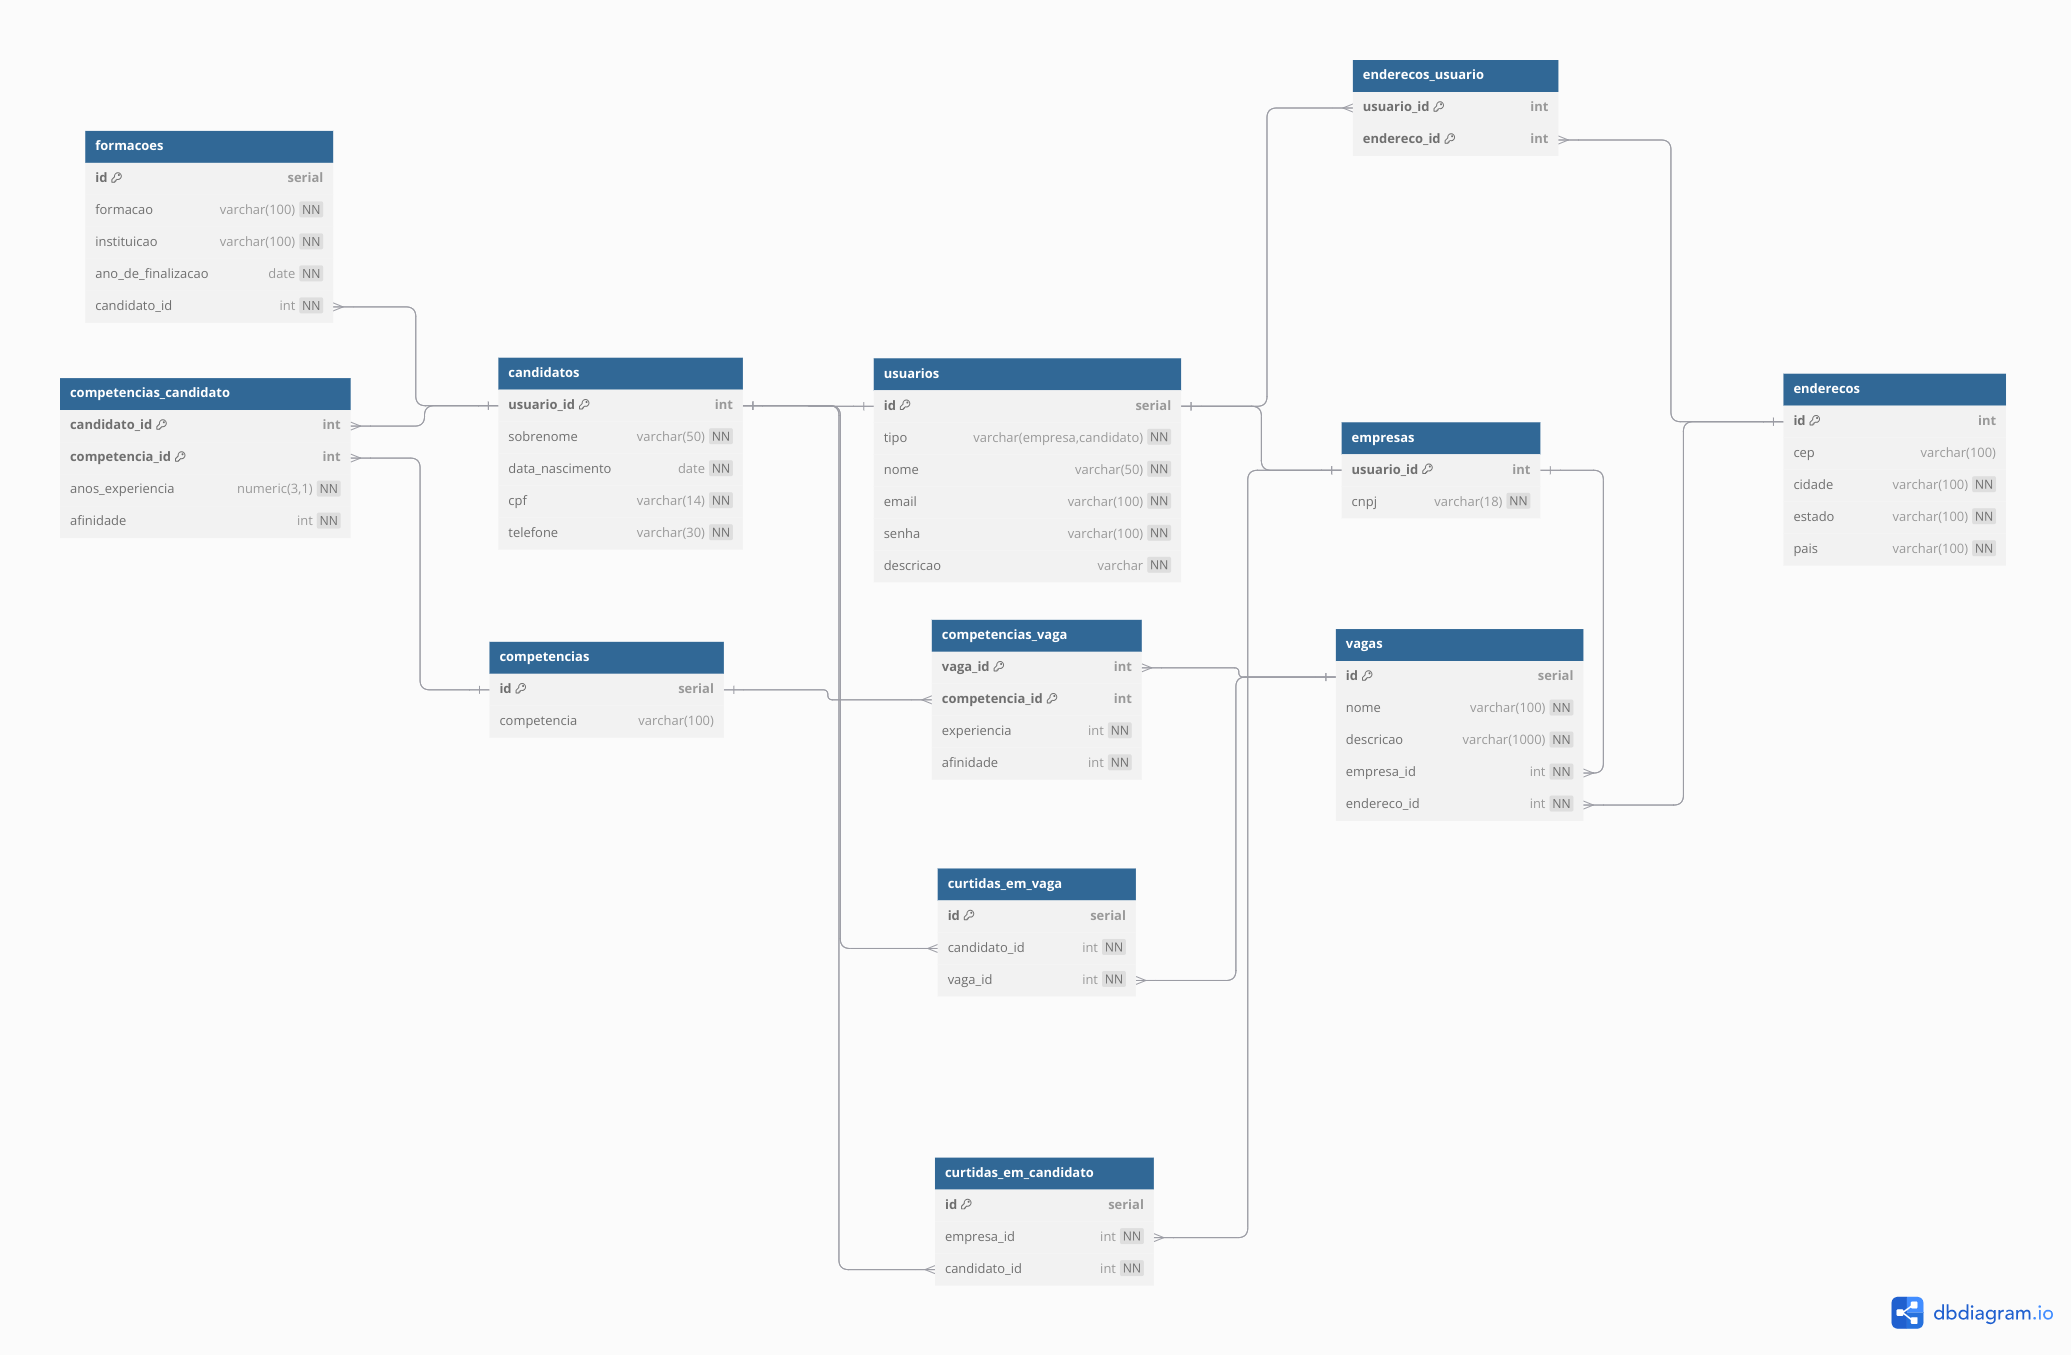 enderecos_usuario
usuario_id int
endereco_id int
formacoes
id serial
formacao varchar(100) NN
instituicao varchar(100) NN
ano_de_finalizacao date NN
candidato_id int NN
competencias_candidato
candidato_id int
competencia_id int
anos_experiencia numeric(3,1) NN
afinidade int NN
candidatos
usuario_id int
sobrenome varchar(50) NN
data_nascimento date NN
cpf varchar(14) NN
telefone varchar(30) NN
usuarios
id serial
tipo varchar(empresa,candidato) NN
nome varchar(50) NN
email varchar(100) NN
senha varchar(100) NN
descricao varchar NN
empresas
usuario_id int
cnpj varchar(18) NN
enderecos
id int
cep varchar(100)
cidade varchar(100) NN
estado varchar(100) NN
pais varchar(100) NN
competencias
id serial
competencia varchar(100)
competencias_vaga
vaga_id int
competencia_id int
experiencia int NN
afinidade int NN
vagas
id serial
nome varchar(100) NN
descricao varchar(1000) NN
empresa_id int NN
endereco_id int NN
curtidas_em_vaga
id serial
candidato_id int NN
vaga_id int NN
curtidas_em_candidato
id serial
empresa_id int NN
candidato_id int NN
dbdiagram.io